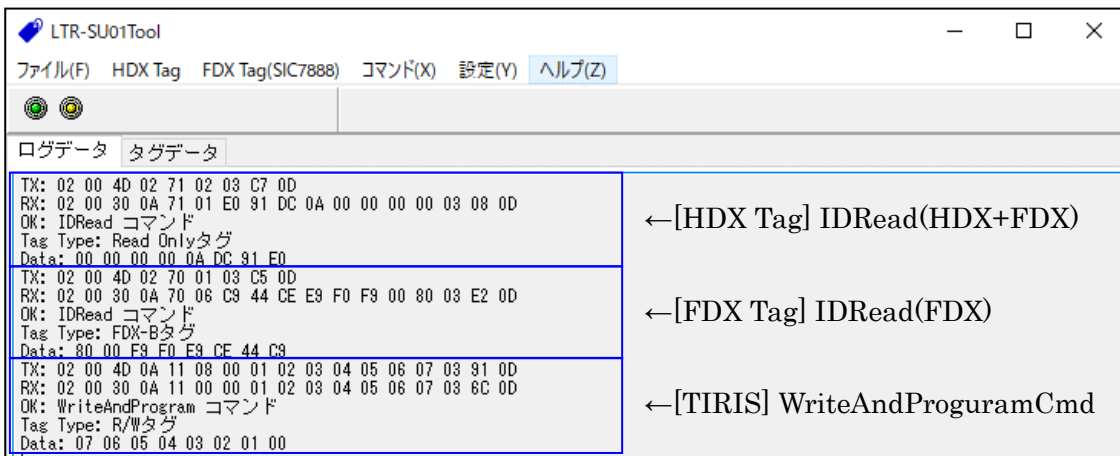 LTR-SU01Tool
ファイル(F) HDX Tag FDX Tag(SIC7888) コマンド(X) 設定(Y) ヘルプ(Z)
ログデータ タグデータ
TX: 02 00 4D 02 71 02 03 C7 0D
RX: 02 00 30 0A 71 01 E0 91 DC 0A 00 00 00 00 03 08 0D
OK: IDRead コマンド
Tag Type: Read Onlyタグ
Data: 00 00 00 00 0A DC 91 E0
←[HDX Tag] IDRead(HDX+FDX)
TX: 02 00 4D 02 70 01 03 C5 0D
RX: 02 00 30 0A 70 06 C9 44 CE E9 F0 F9 00 80 03 E2 0D
OK: IDRead コマンド
Tag Type: FDX-Bタグ
Data: 80 00 F9 F0 E9 CE 44 C9
←[FDX Tag] IDRead(FDX)
TX: 02 00 4D 0A 11 08 00 01 02 03 04 05 06 07 03 91 0D
RX: 02 00 30 0A 11 00 00 01 02 03 04 05 06 07 03 6C 0D
OK: WriteAndProgram コマンド
Tag Type: R/Wタグ
Data: 07 06 05 04 03 02 01 00
←[TIRIS] WriteAndProguramCmd